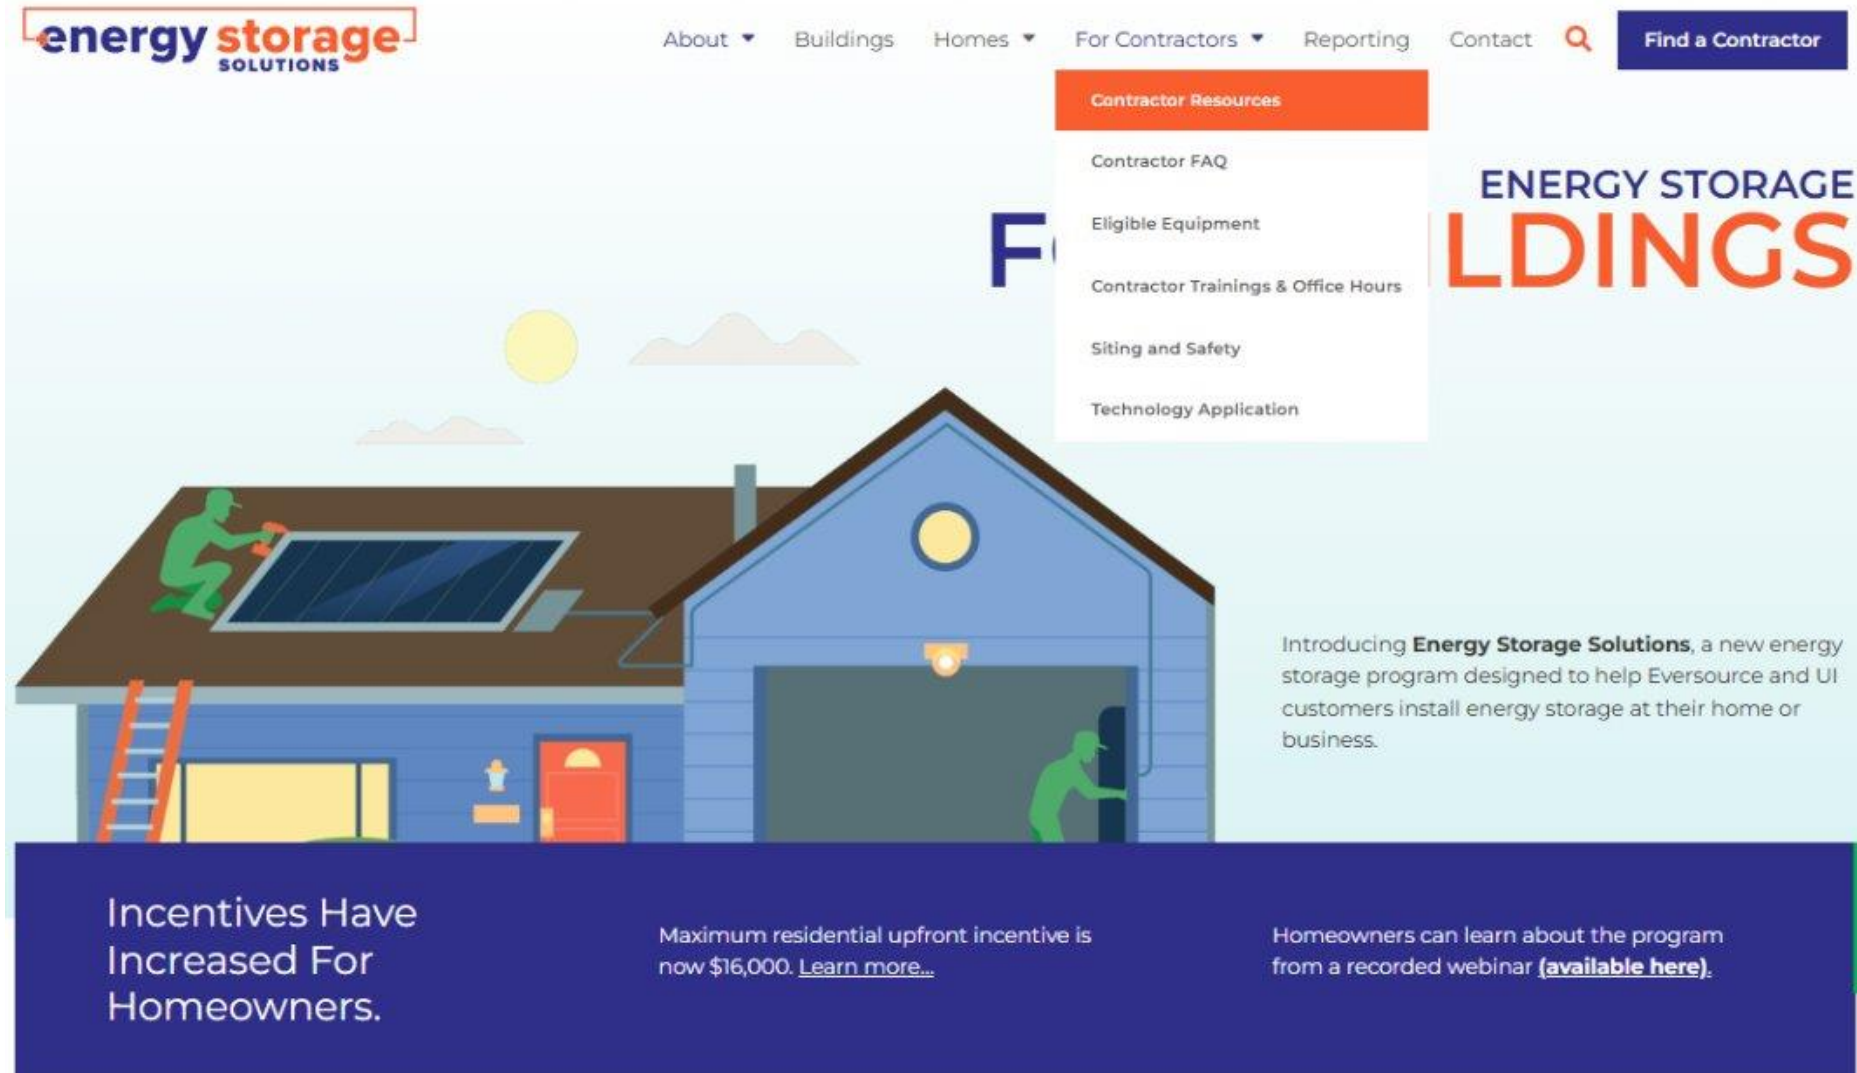 energy storage
SOLUTIONS
About
Buildings
Homes
For Contractors
Reporting
Contact
Find a Contractor
Contractor Resources
Contractor FAQ
Eligible Equipment
Contractor Trainings & Office Hours
Siting and Safety
Technology Application
ENERGY STORAGE
F
LDINGS
Introducing Energy Storage Solutions, a new energy
storage program designed to help Eversource and UI
customers install energy storage at their home or
business.
Incentives Have
Increased For
Homeowners.
Maximum residential upfront incentive is
now $16,000. Learn more...
Homeowners can learn about the program
from a recorded webinar (available here).